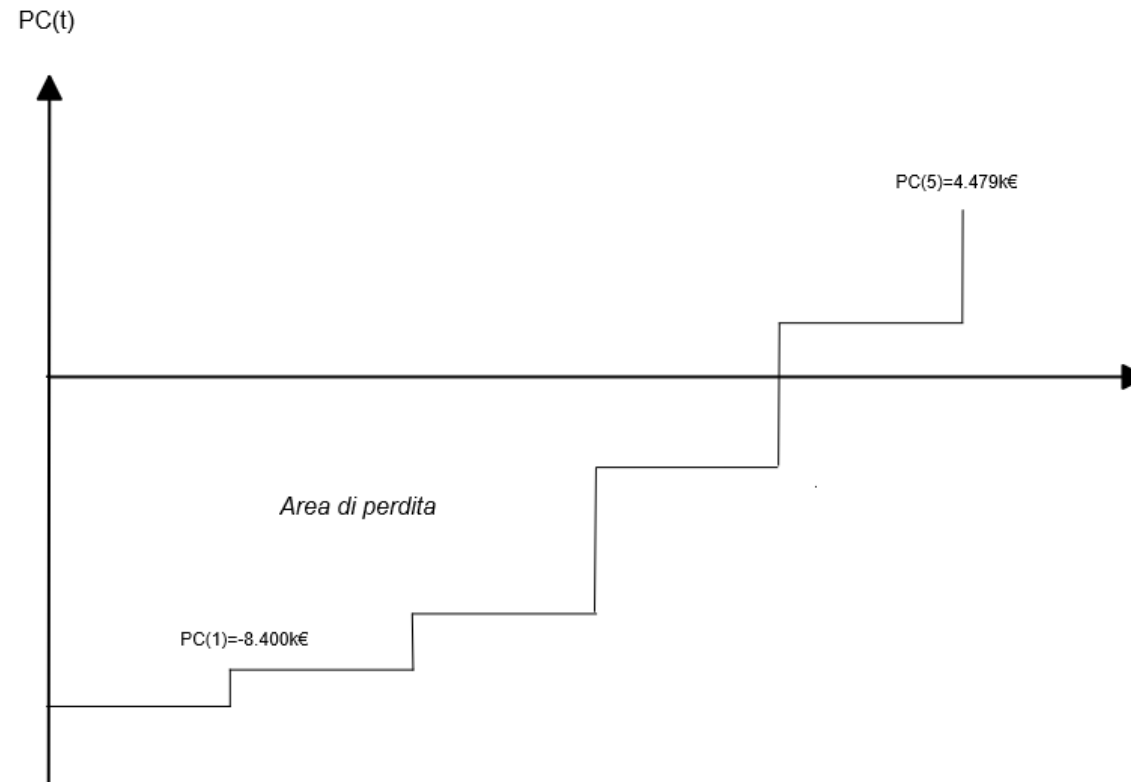 PC(t)
PC(5)=4.479k€
Area di perdita
PC(1)=-8.400k€